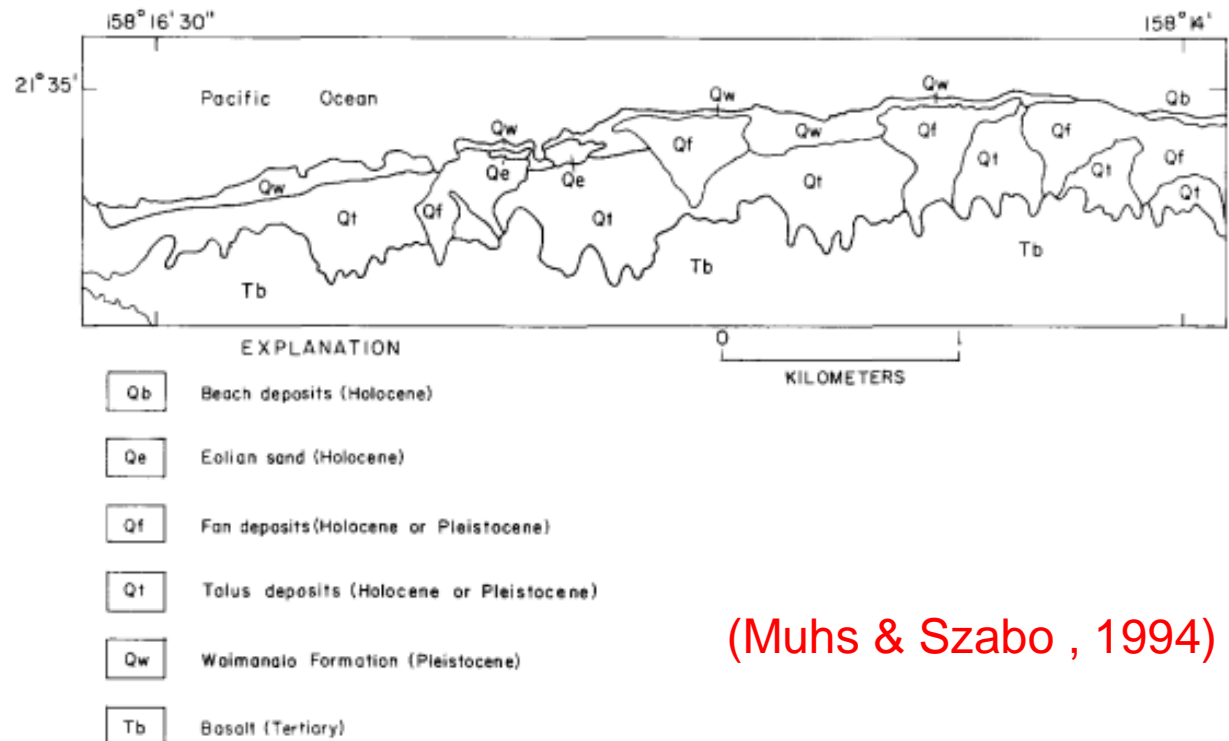 158° 16' 30"
158° 14'
21° 35'
Pacific Ocean
Qw
Qw
Qb
Qw
Qf
Qw
Qf
Qf
Qt
Qt
Qf
Qt
Qw
Qe
Qe
Qf
Qt
Qt
Qt
Tb
Tb
Tb
EXPLANATION
0 1
KILOMETERS
Qb Beach deposits (Holocene)
Qe Eolian sand (Holocene)
Qf Fan deposits (Holocene or Pleistocene)
Qt Talus deposits (Holocene or Pleistocene)
Qw Waimanalo Formation (Pleistocene)
Tb Basalt (Tertiary)
(Muhs & Szabo , 1994)